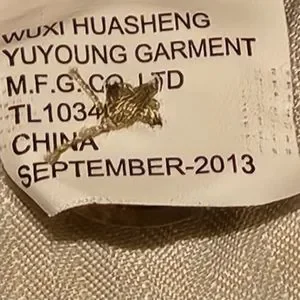 WUXI HUASHENG
YUYOUNG GARMENT
M.F.G. CO. LTD
TL1034
CHINA
SEPTEMBER-2013